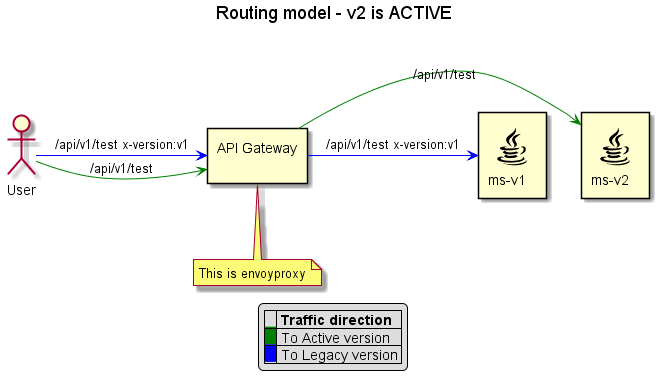 Routing model - v2 is ACTIVE
/api/v1/test
/api/v1/test x-version:v1
/api/v1/test
User
API Gateway
/api/v1/test x-version:v1
ms-v1
ms-v2
This is envoyproxy
Traffic direction
To Active version
To Legacy version